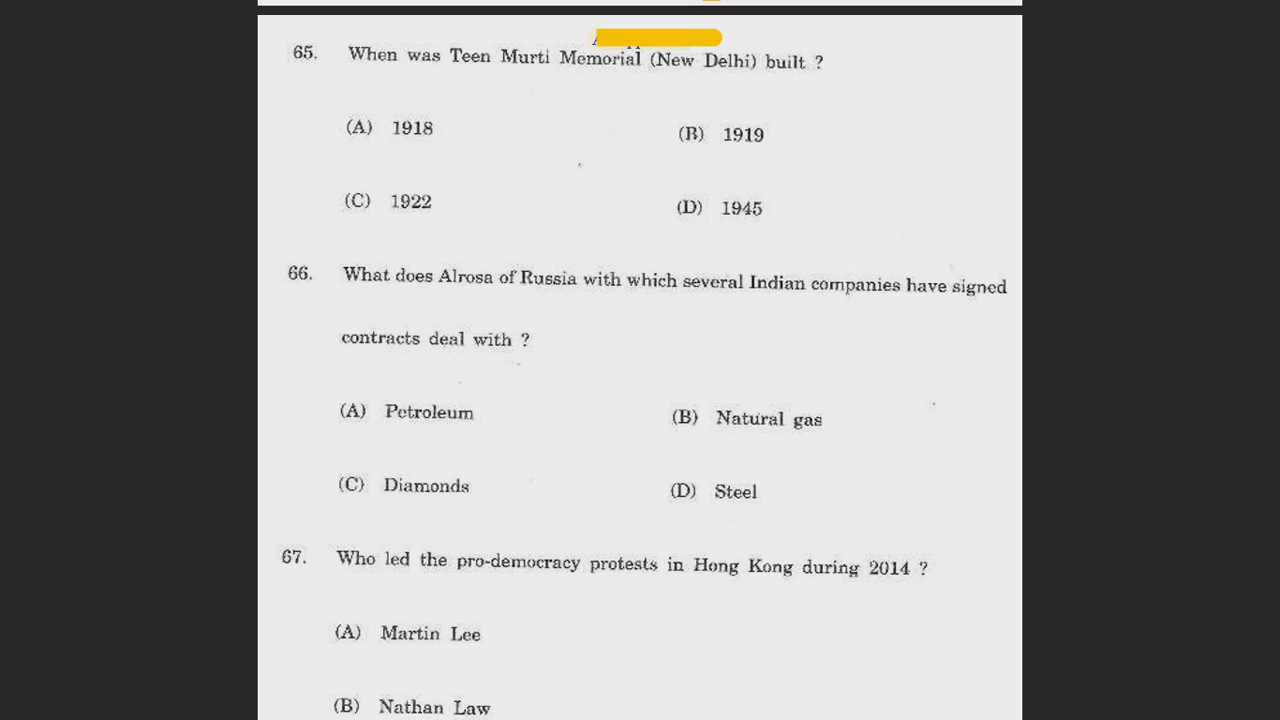 65. When was Teen Murti Memorial (New Delhi) built ?
(A) 1918 (B) 1919
(C) 1922 (D) 1945
66. What does Alrosa of Russia with which several Indian companies have signed
contracts deal with ?
(A) Petroleum (B) Natural gas
(C) Diamonds (D) Steel
67. Who led the pro-democracy protests in Hong Kong during 2014 ?
(A) Martin Lee
(B) Nathan Law